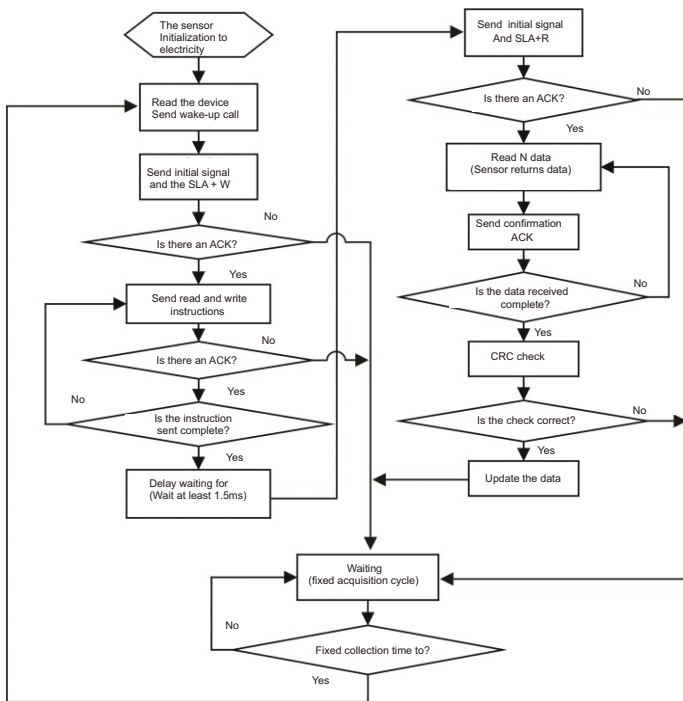 The sensor
Initialization to
electricity
Read the device
Send wake-up call
Send initial signal
and the SLA + W
No
Is there an ACK?
Yes
Send read and write
instructions
No
Is there an ACK?
No
Yes
Is the instruction
sent complete?
Yes
Delay waiting for
(Wait at least 1.5ms)
Send initial signal
And SLA+R
No
Is there an ACK?
Yes
Read N data
(Sensor returns data)
Send confirmation
ACK
Is the data received
complete?
No
Yes
CRC check
No
Is the check correct?
Yes
Update the data
Waiting
(fixed acquisition cycle)
No
Fixed collection time to?
Yes